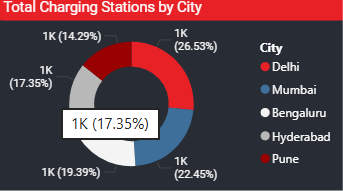 Total Charging Stations by City
1K (14.29%)
1K
(26.53%)
1K
(17.35%)
1K (17.35%)
1K (19.39%)
1K
(22.45%)
City
Delhi
Mumbai
Bengaluru
Hyderabad
Pune